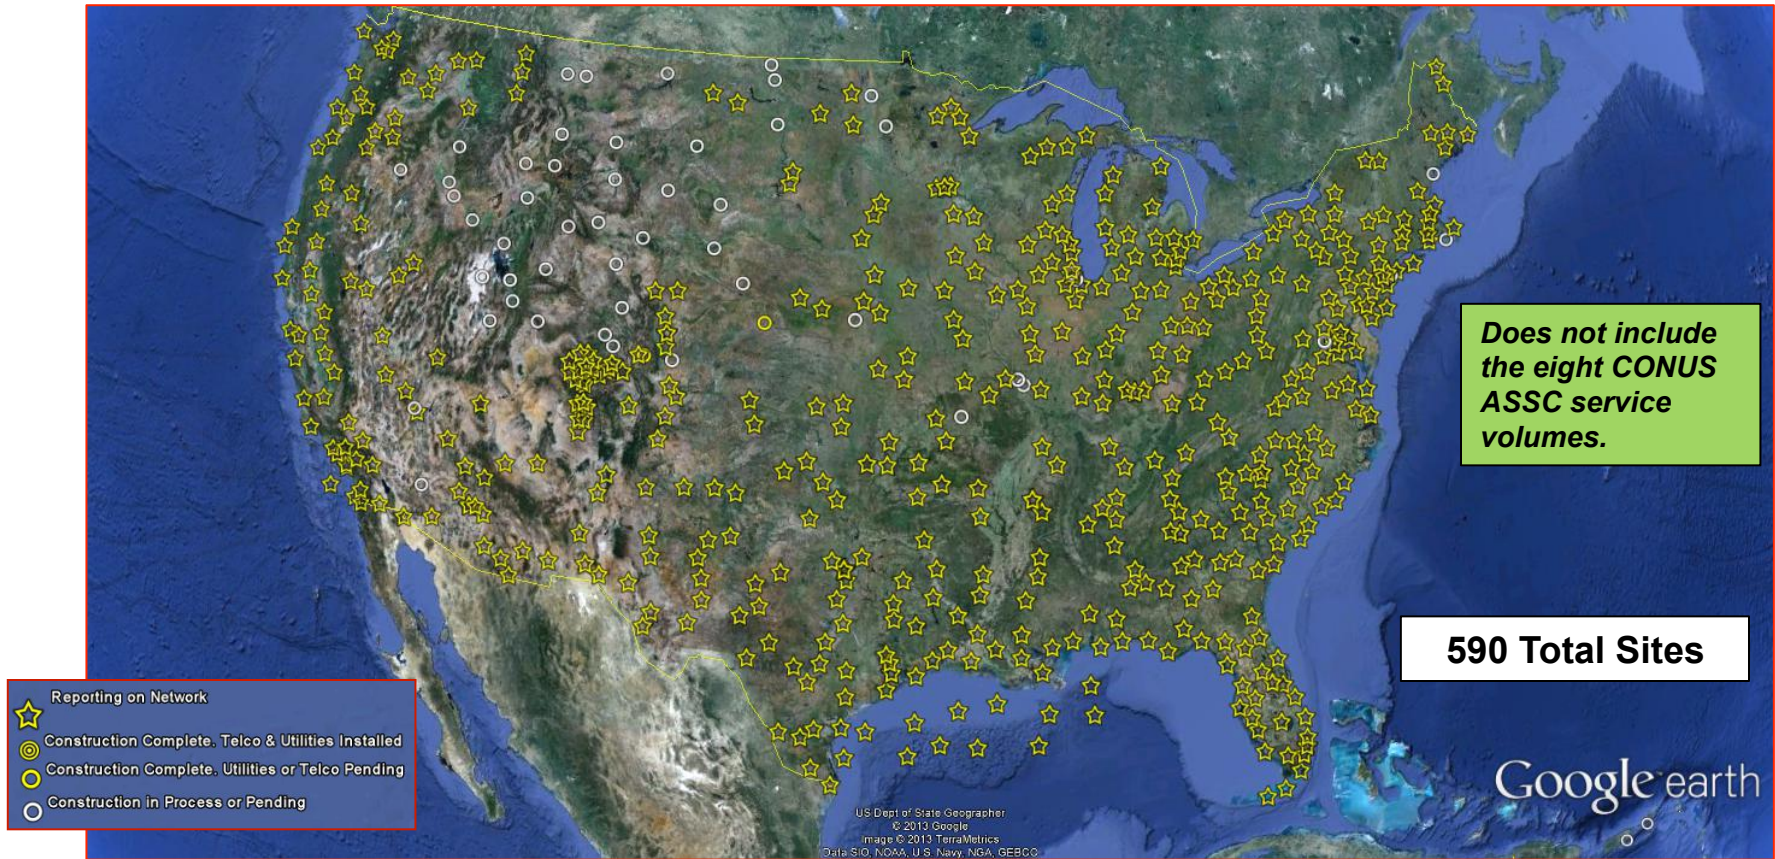 Does not include
the eight CONUS
ASSC service
volumes.
590 Total Sites
Reporting on Network
Construction Complete. Telco & Utilities Installed
Construction Complete. Utilities or Telco Pending
Construction in Process or Pending
Google earth
US Dept of State Geographer
© 2013 Google
Image © 2013 TerraMetrics
Data SIO, NOAA, U.S. Navy, NGA, GEBCO